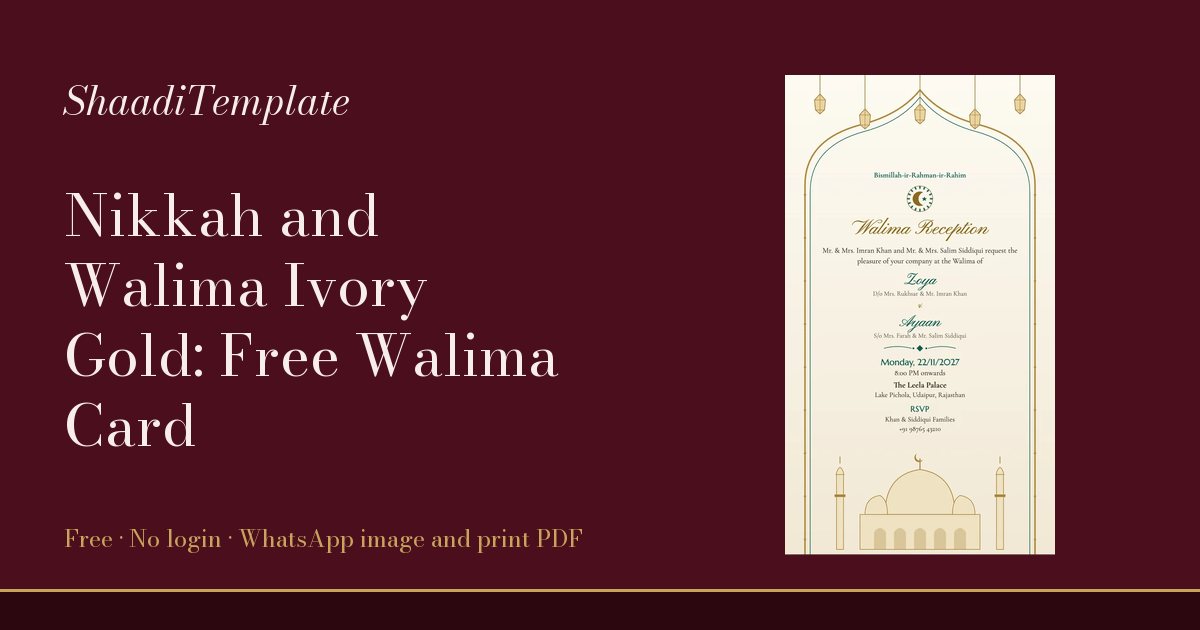 ShaadiTemplate
Nikkah and
Walima Ivory
Gold: Free Walima
Card
Free · No login · WhatsApp image and print PDF
Bismillah-ir-Rahman-ir-Rahim
Walima Reception
Mr. & Mrs. Imran Khan and Mr. & Mrs. Salim Siddiqui request the
pleasure of your company at the Walima of
Zoya
D/o Mrs. Rukhsar & Mr. Imran Khan
Ayaan
S/o Mrs. Farah & Mr. Salim Siddiqui
Monday, 22/11/2027
8:00 PM onwards
The Leela Palace
Lake Pichola, Udaipur, Rajasthan
RSVP
Khan & Siddiqui Families
+91 98765 43210